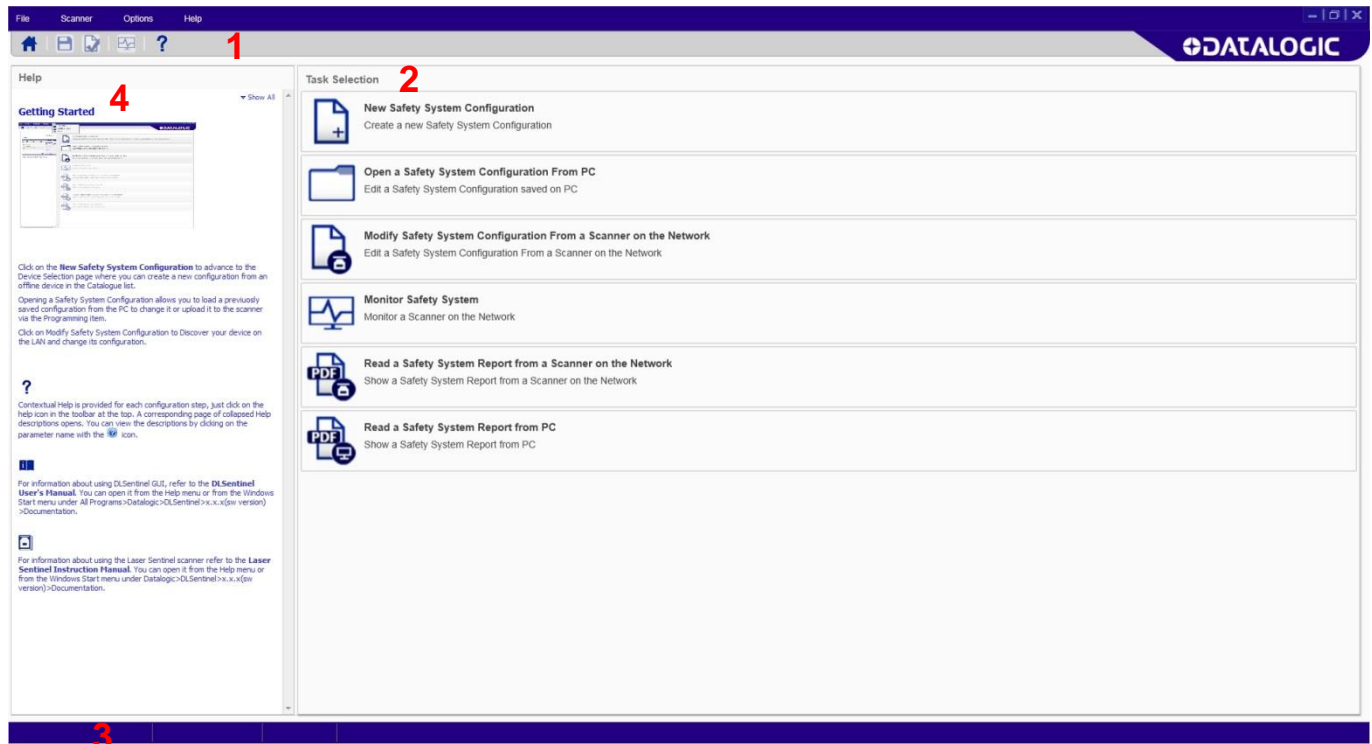 File Scanner Options Help
? 1
DATALOGIC
Help
4
Show All
Getting Started
Click on the New Safety System Configuration to advance to the
Device Selection page where you can create a new configuration from an
offline device in the Catalogue list.
Opening a Safety System Configuration allows you to load a previuosly
saved configuration from the PC to change it or upload it to the scanner
via the Programming item.
Click on Modify Safety System Configuration to Discover your device on
the LAN and change its configuration.
?
Contextual Help is provided for each configuration step, just click on the
help icon in the toolbar at the top. A corresponding page of collapsed Help
descriptions opens. You can view the descriptions by clicking on the
parameter name with the ? icon.
For information about using DLSentinel GUI, refer to the DLSentinel
User's Manual. You can open it from the Help menu or from the Windows
Start menu under All Programs>Datalogic>DLSentinel>x.x.x(sw version)
>Documentation.
For information about using the Laser Sentinel scanner refer to the Laser
Sentinel Instruction Manual. You can open it from the Help menu or
from the Windows Start menu under Datalogic>DLSentinel>x.x.x(sw
version)>Documentation.
Task Selection 2
New Safety System Configuration
Create a new Safety System Configuration
Open a Safety System Configuration From PC
Edit a Safety System Configuration saved on PC
Modify Safety System Configuration From a Scanner on the Network
Edit a Safety System Configuration From a Scanner on the Network
Monitor Safety System
Monitor a Scanner on the Network
PDF
Read a Safety System Report from a Scanner on the Network
Show a Safety System Report from a Scanner on the Network
PDF
Read a Safety System Report from PC
Show a Safety System Report from PC
3